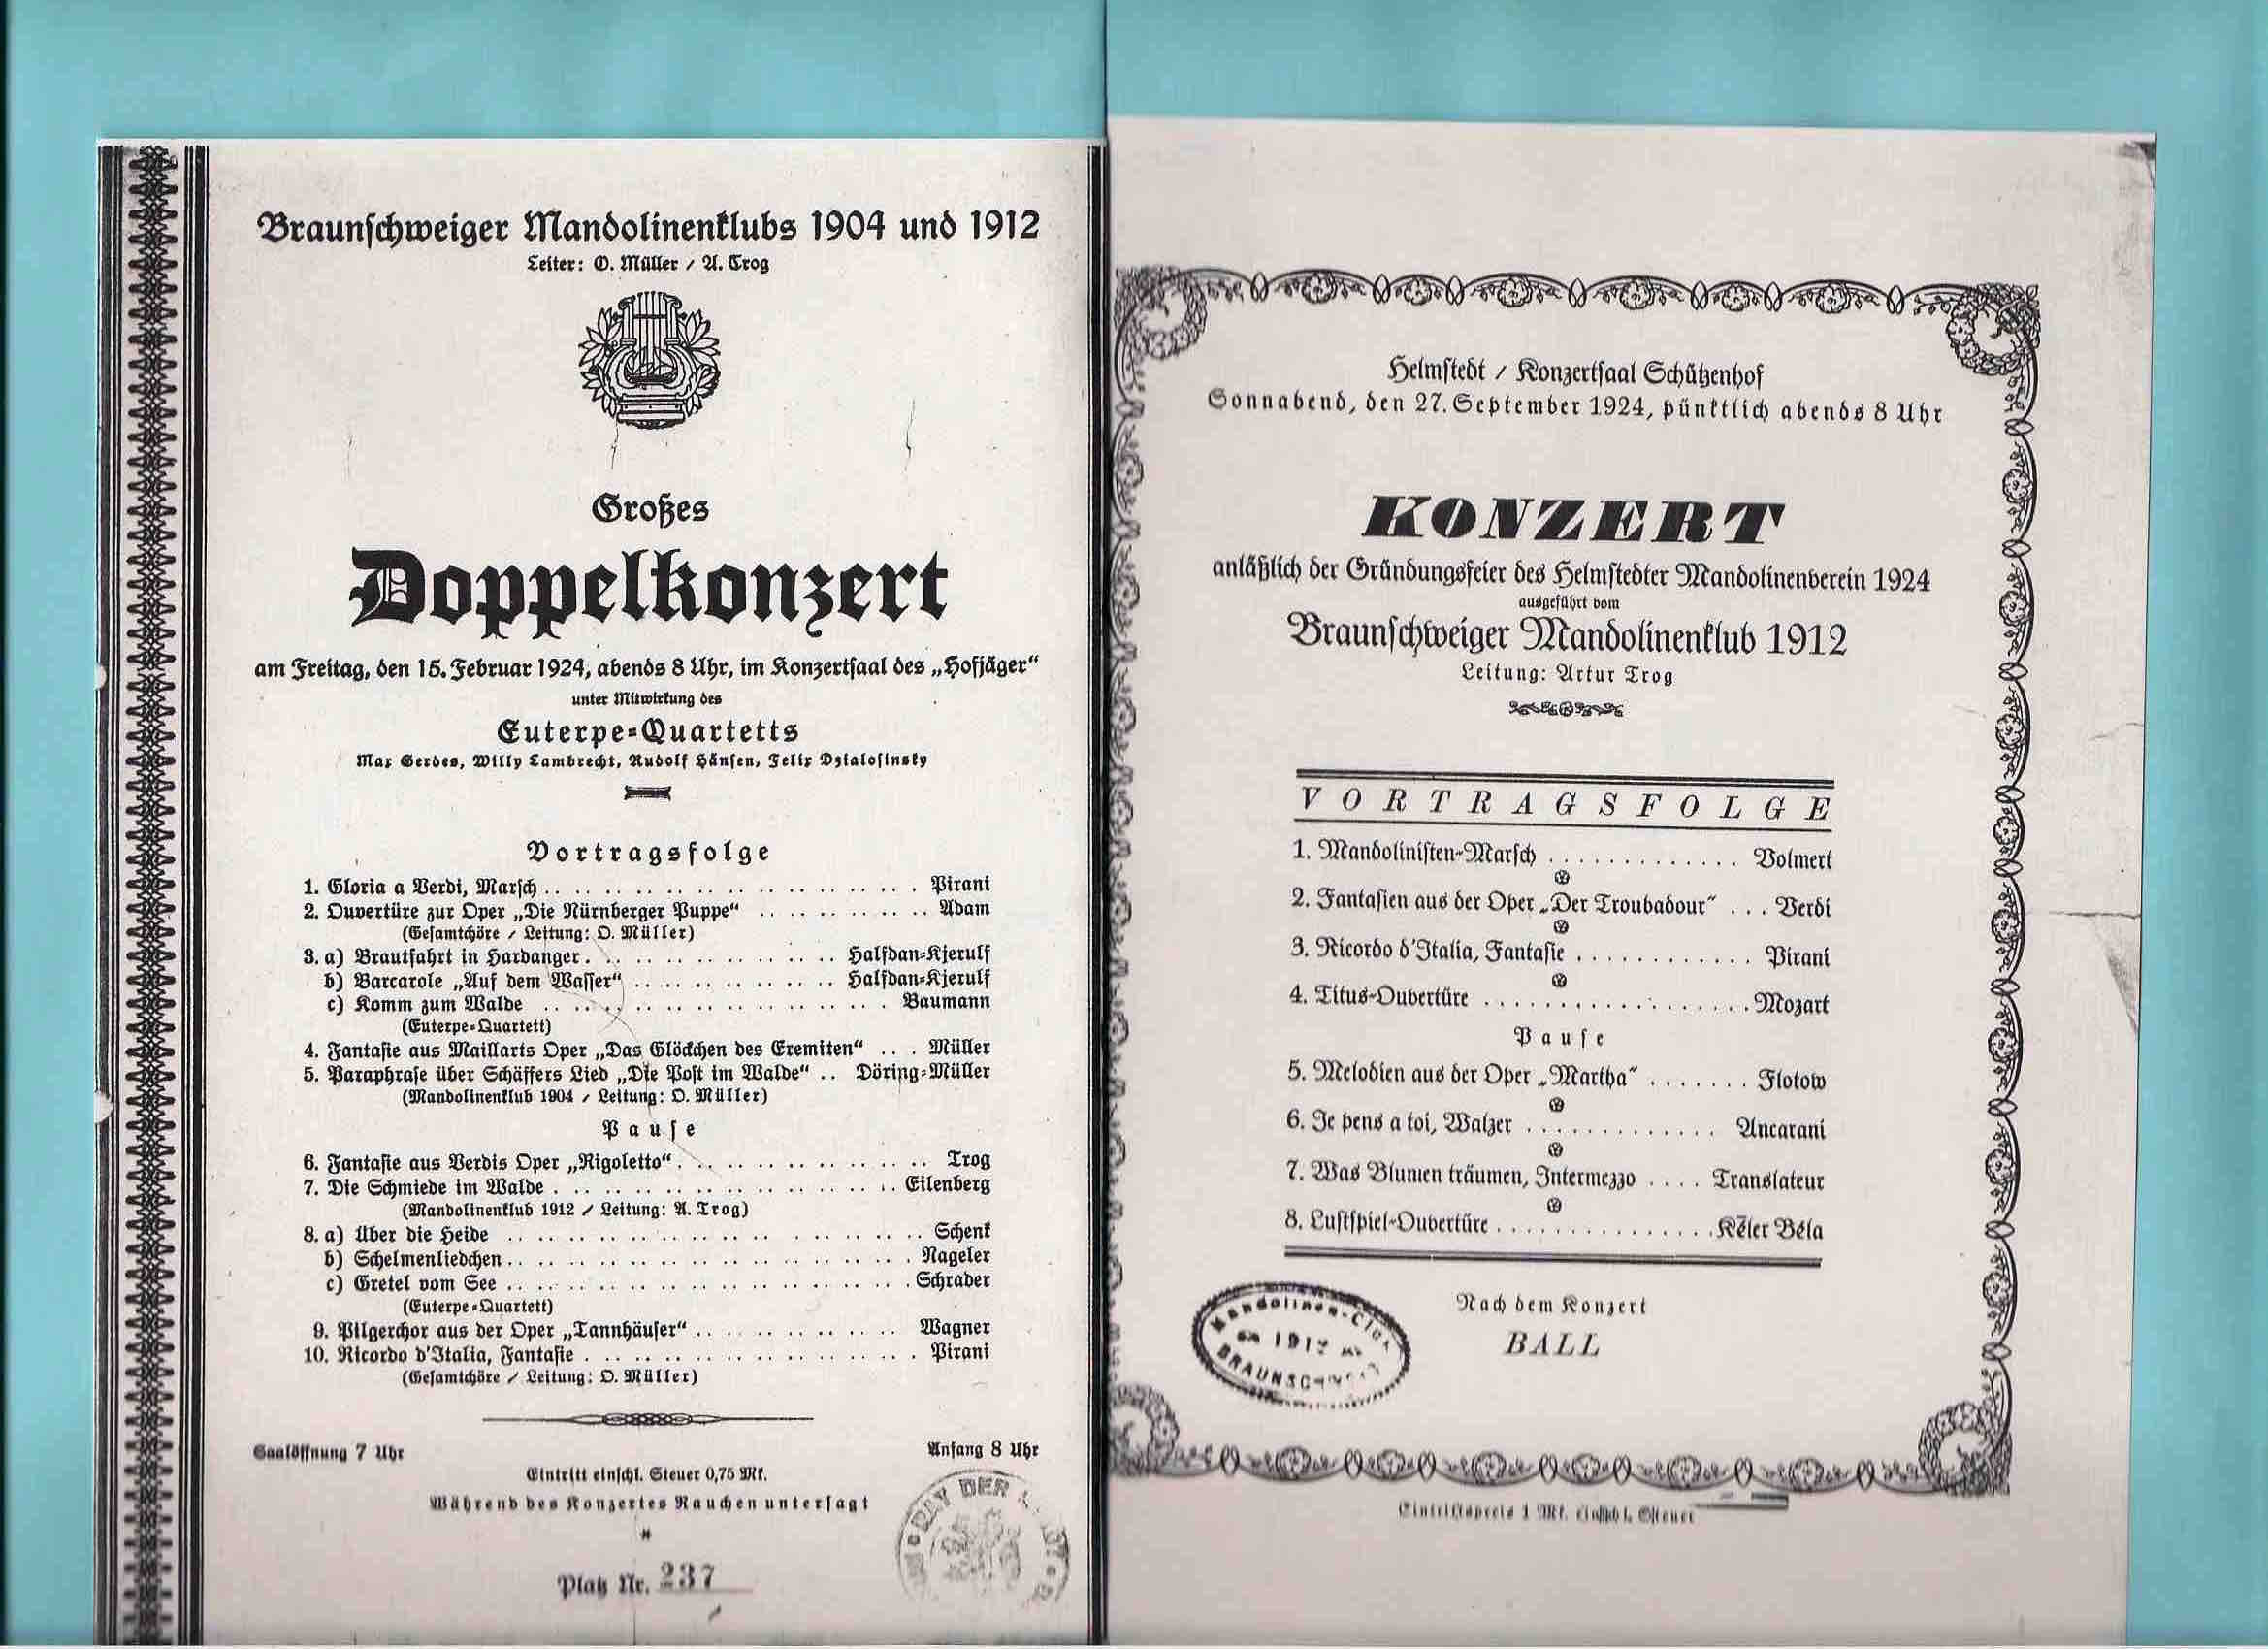 Braunschweiger Mandolinenklubs 1904 und 1912
Leiter: O. Müller / A. Trog
Großes
Doppelkonzert
am Freitag, den 15. Februar 1924, abends 8 Uhr, im Konzertsaal des „Hofjäger“
unter Mitwirkung des
Euterpe=Quartetts
Max Gerdes, Willy Lambrecht, Rudolf Hänsen, Felix Dzialosinsky
Vortragsfolge
1. Gloria a Verdi, Marsch . . . . . . . . . . Pirani
2. Ouvertüre zur Oper „Die Nürnberger Puppe“ . . . . . . . . . . Adam
(Gesamtchöre / Leitung: O. Müller)
3. a) Brautfahrt in Hardanger . . . . . . . . . . Halfdan=Kjerulf
b) Barcarole „Auf dem Wasser“ . . . . . . . . . . Halfdan=Kjerulf
c) Komm zum Walde . . . . . . . . . . Baumann
(Euterpe=Quartett)
4. Fantasie aus Maillarts Oper „Das Glöckchen des Eremiten“ . . . Müller
5. Paraphrase über Schäffers Lied „Die Post im Walde“ . . Döring=Müller
(Mandolinenklub 1904 / Leitung: O. Müller)
Pause
6. Fantasie aus Verdis Oper „Rigoletto“ . . . . . . . . . . Trog
7. Die Schmiede im Walde . . . . . . . . . . Eilenberg
(Mandolinenklub 1912 / Leitung: A. Trog)
8. a) Über die Heide . . . . . . . . . . Schenk
b) Schelmenliedchen . . . . . . . . . . Nageler
c) Gretel vom See . . . . . . . . . . Schrader
(Euterpe=Quartett)
9. Pilgerchor aus der Oper „Tannhäuser“ . . . . . . . . . . Wagner
10. Ricordo d'Italia, Fantasie . . . . . . . . . . Pirani
(Gesamtchöre / Leitung: O. Müller)
Saalöffnung 7 Uhr Anfang 8 Uhr
Eintritt einschl. Steuer 0,75 Mk.
Während des Konzertes Rauchen untersagt
Platz Nr. 237
DER
Helmstedt / Konzertsaal Schützenhof
Sonnabend, den 27. September 1924, pünktlich abends 8 Uhr
KONZERT
anläßlich der Gründungsfeier des Helmstedter Mandolinenverein 1924
ausgeführt vom
Braunschweiger Mandolinenklub 1912
Leitung: Artur Trog
VORTRAGSFOLGE
1. Mandolinisten-Marsch . . . . . . . . . . Volmert
2. Fantasien aus der Oper „Der Troubadour“ . . . Verdi
3. Ricordo d'Italia, Fantasie . . . . . . . . . . Pirani
4. Titus-Ouvertüre . . . . . . . . . . Mozart
Pause
5. Melodien aus der Oper „Martha“ . . . . . . . Flotow
6. Je pens a toi, Walzer . . . . . . . . . . Ancarani
7. Was Blumen träumen, Intermezzo . . . . Translateur
8. Lustspiel-Ouvertüre . . . . . . . . . . Kēler Béla
Nach dem Konzert
BALL
Mandolinen-Club
1912
BRAUNSCHWEIG
Eintrittspreis 1 Mk. einschl. Steuer